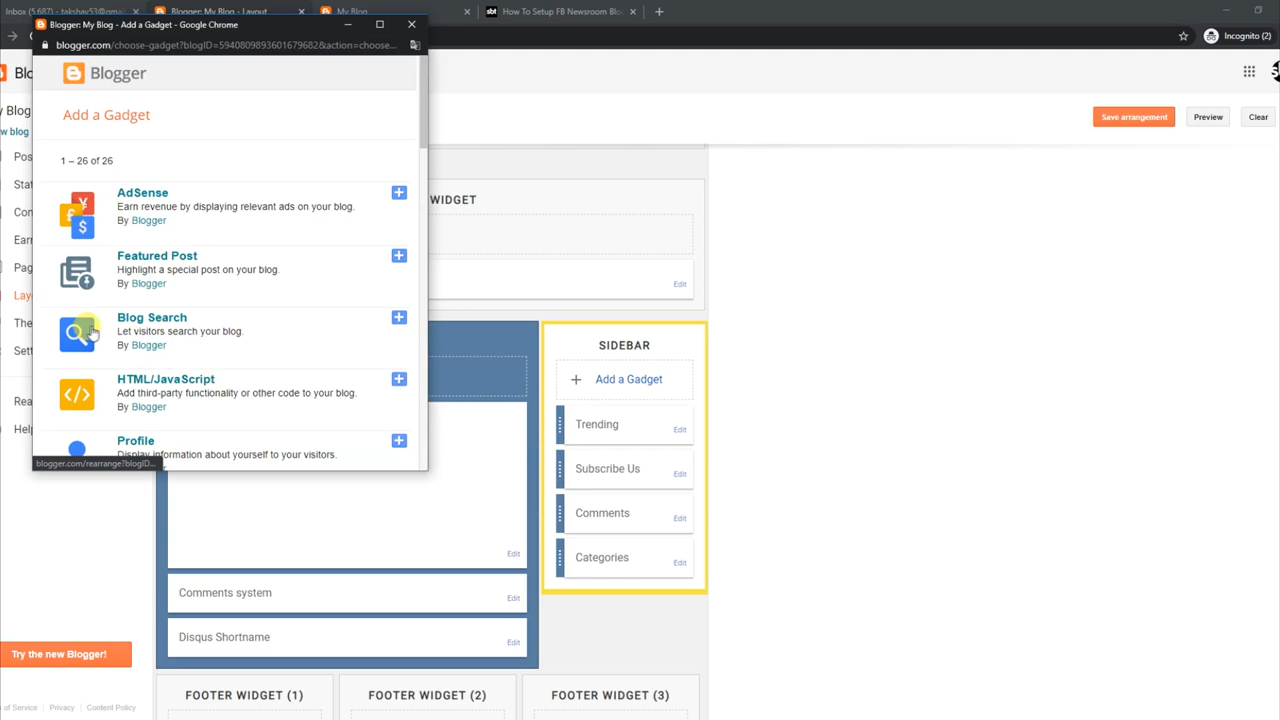 Inbox (5,687) - takshay53@gmai
Blogger: My Blog - Layout
My Blog
How To Setup FB Newsroom Blo
Blogger: My Blog - Add a Gadget - Google Chrome
blogger.com/choose-gadget?blogID=5940809893601679682&action=choose...
Incognito (2)
Blo
Blogger
y Blog
w blog
Add a Gadget
Save arrangement
Preview
Clear
1 – 26 of 26
Pos
Stat
Con
Earn
Page
Layo
The
Sett
Rea
Help
AdSense
Earn revenue by displaying relevant ads on your blog.
By Blogger
Featured Post
Highlight a special post on your blog.
By Blogger
Blog Search
Let visitors search your blog.
By Blogger
HTML/JavaScript
Add third-party functionality or other code to your blog.
By Blogger
Profile
Display information about yourself to your visitors.
blogger.com/rearrange?blogID...
WIDGET
Edit
SIDEBAR
+ Add a Gadget
Trending
Edit
Subscribe Us
Edit
Comments
Edit
Categories
Edit
Edit
Comments system
Edit
Disqus Shortname
Edit
Try the new Blogger!
FOOTER WIDGET (1)
FOOTER WIDGET (2)
FOOTER WIDGET (3)
of Service
Privacy
Content Policy